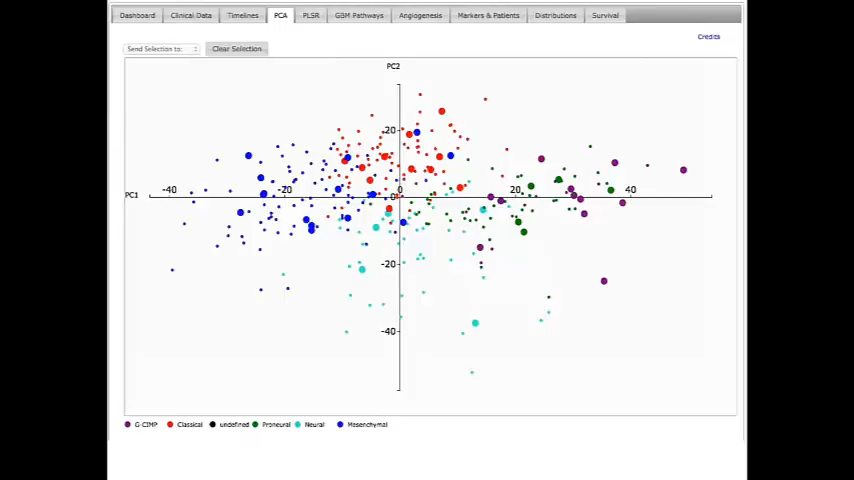 Dashboard Clinical Data Timelines PCA PLSR GBM Pathways Angiogenesis Markers & Patients Distributions Survival
Credits
Send Selection to: Clear Selection
PC2
20
PC1 -40 -20 0 0 20 40
-20
-40
G-CIMP Classical undefined Proneural Neural Mesenchymal